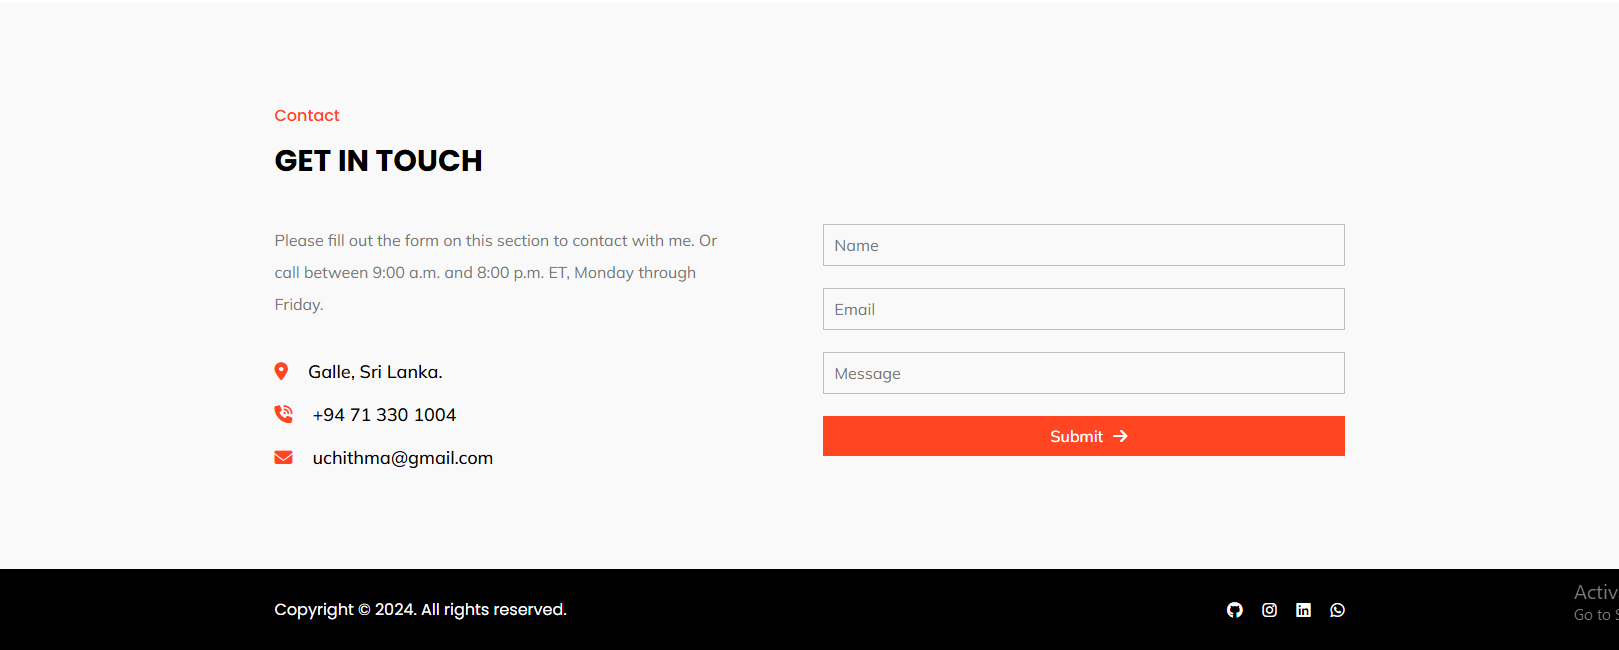 Contact
GET IN TOUCH
Please fill out the form on this section to contact with me. Or
call between 9:00 a.m. and 8:00 p.m. ET, Monday through
Friday.
Galle, Sri Lanka.
+94 71 330 1004
uchithma@gmail.com
Name
Email
Message
Submit
Copyright © 2024. All rights reserved.
Activ
Go to S